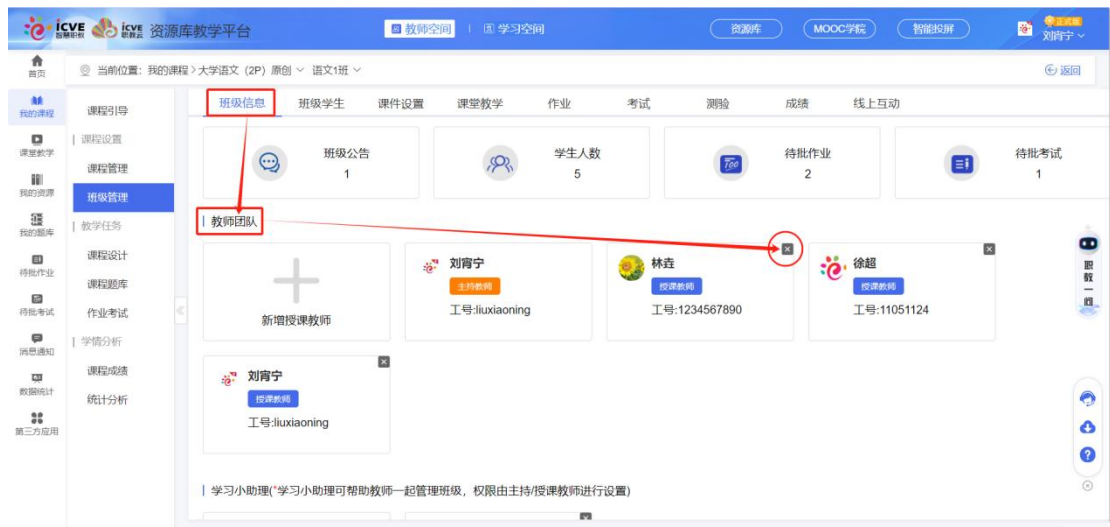 icve 智慧职教 icve 职教云 资源库教学平台 教师空间 学习空间 资源库 MOOC学院 智能投屏 正式版 刘宵宁
首页
当前位置：我的课程 > 大学语文（2P）原创 语文1班 返回
我的课程
课堂教学
我的资源
我的题库
待批作业
待批考试
消息通知
数据统计
第三方应用
课程引导
课程设置
课程管理
班级管理
教学任务
课程设计
课程题库
作业考试
学情分析
课程成绩
统计分析
班级信息 班级学生 课件设置 课堂教学 作业 考试 测验 成绩 线上互动
班级公告 学生人数 待批作业 待批考试
1 5 2 1
教师团队
新增授课教师
刘宵宁
主持教师
工号:liuxiaoning
林垚
授课教师
工号:1234567890
徐超
授课教师
工号:11051124
刘宵宁
授课教师
工号:liuxiaoning
学习小助理(*学习小助理可帮助教师一起管理班级，权限由主持/授课教师进行设置)
职教一问